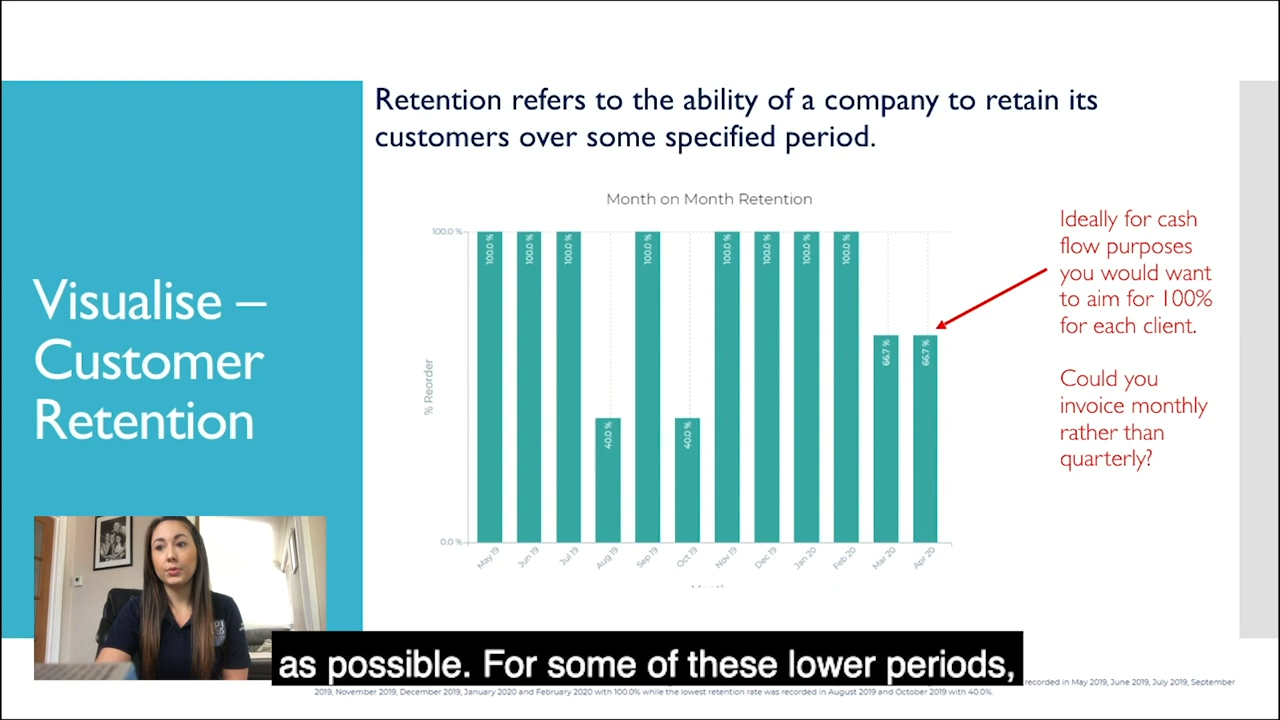 Retention refers to the ability of a company to retain its
customers over some specified period.
Visualise –
Customer
Retention
Month on Month Retention
100.0 %
0.0 %
% Reorder
100.0 %
100.0 %
100.0 %
40.0 %
100.0 %
40.0 %
100.0 %
100.0 %
100.0 %
100.0 %
66.7 %
66.7 %
May 19
Jun 19
Jul 19
Aug 19
Sep 19
Oct 19
Nov 19
Dec 19
Jan 20
Feb 20
Mar 20
Apr 20
Ideally for cash
flow purposes
you would want
to aim for 100%
for each client.
Could you
invoice monthly
rather than
quarterly?
as possible. For some of these lower periods,
recorded in May 2019, June 2019, July 2019, September
2019, November 2019, December 2019, January 2020 and February 2020 with 100.0% while the lowest retention rate was recorded in August 2019 and October 2019 with 40.0%.